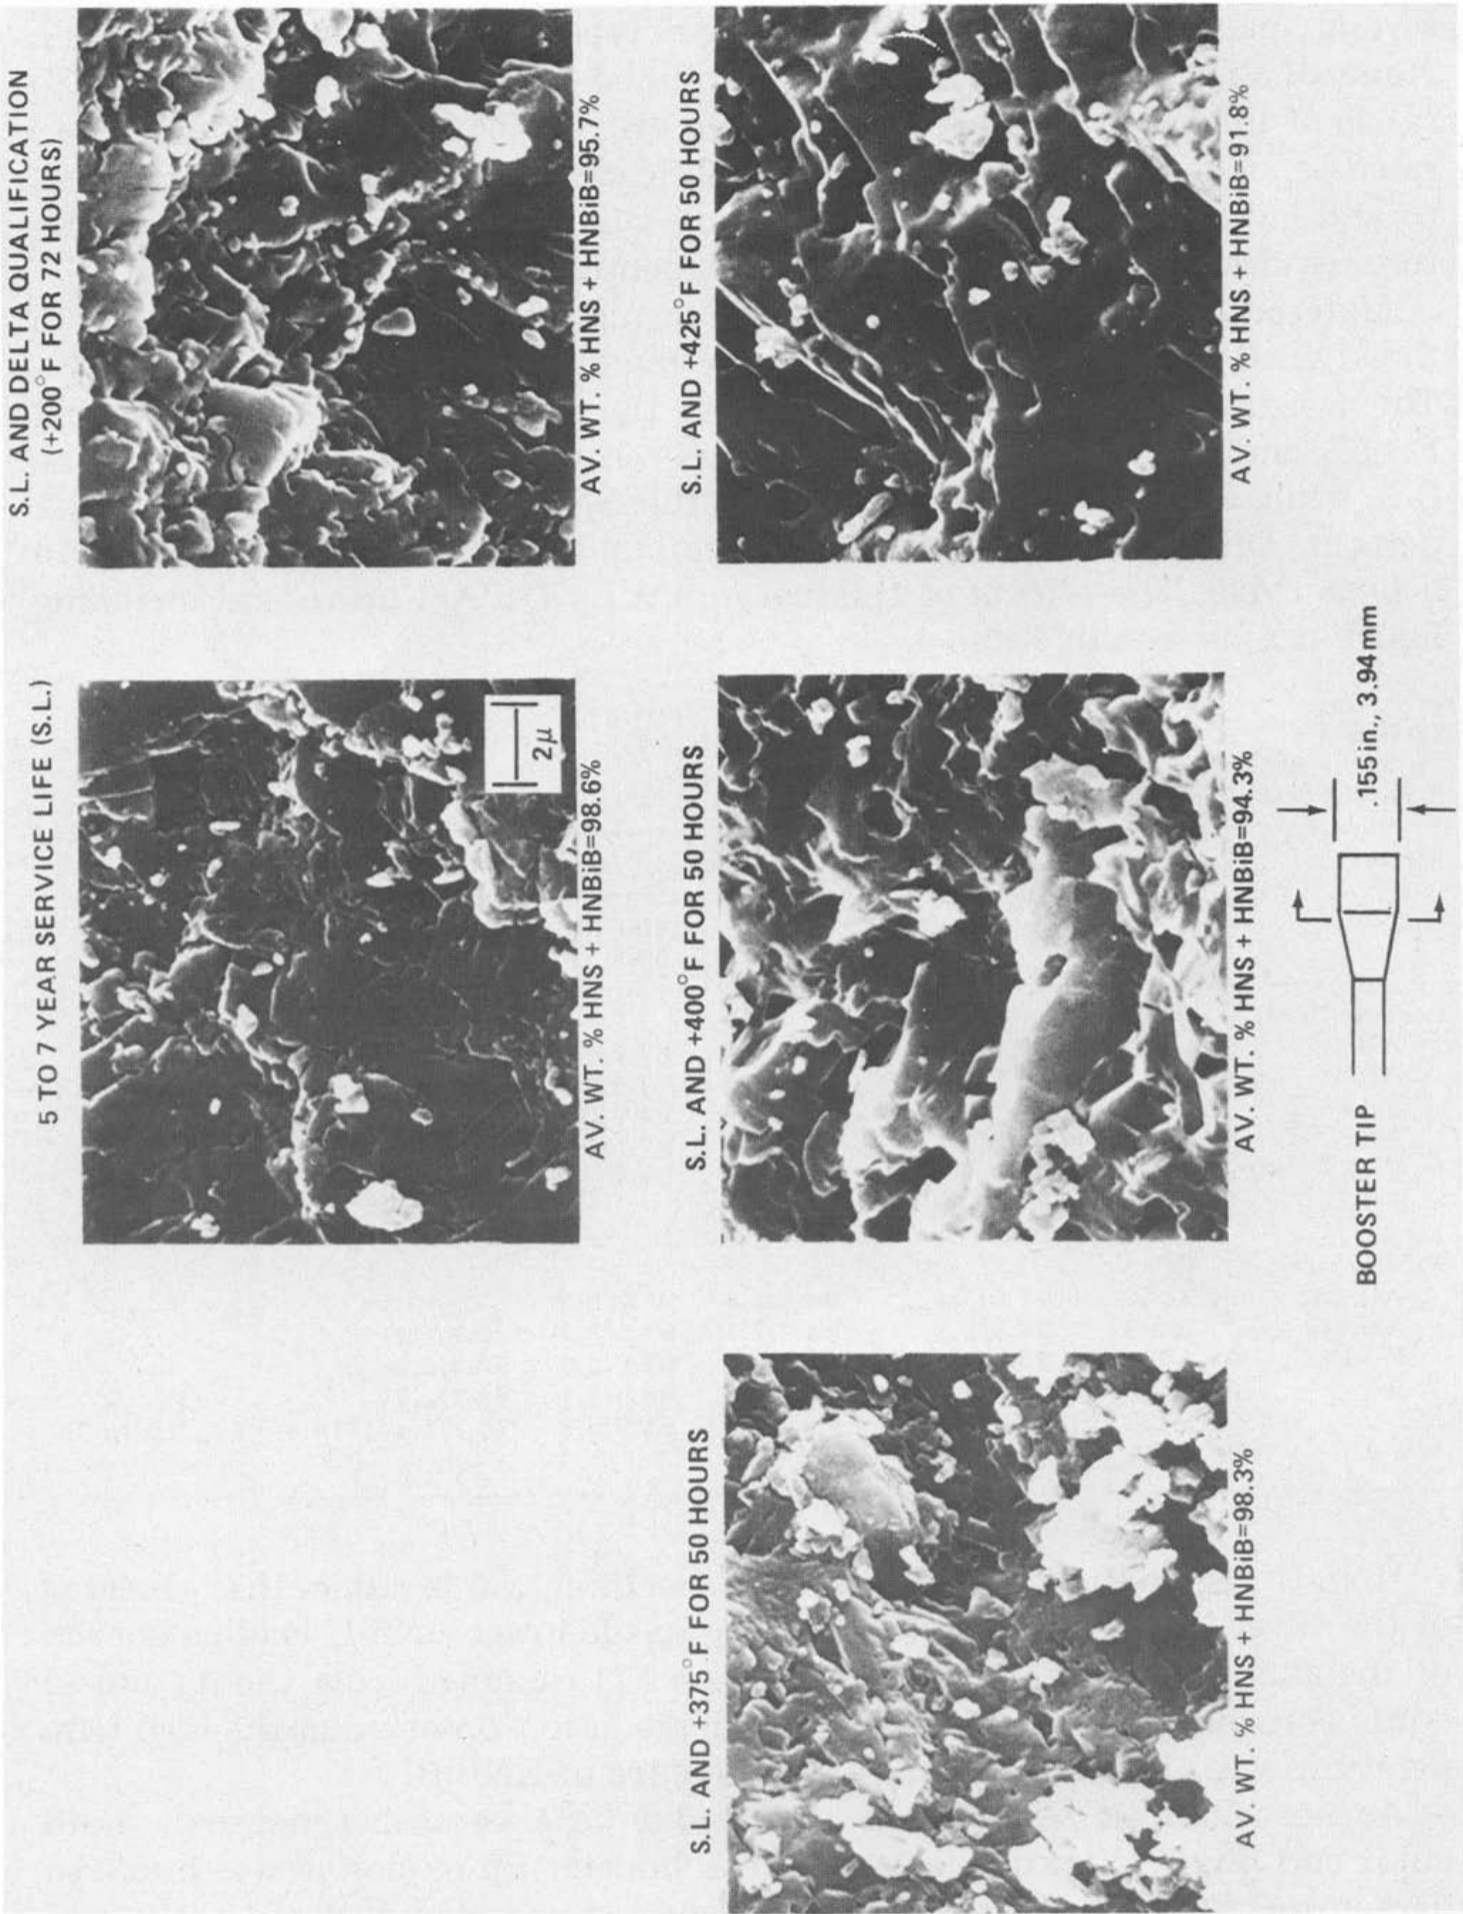 5 TO 7 YEAR SERVICE LIFE (S.L.)
2μ
AV. WT. % HNS + HNBiB=98.6%
S.L. AND DELTA QUALIFICATION
(+200°F FOR 72 HOURS)
AV. WT. % HNS + HNBiB=95.7%
S.L. AND +375°F FOR 50 HOURS
AV. WT. % HNS + HNBiB=98.3%
S.L. AND +400°F FOR 50 HOURS
AV. WT. % HNS + HNBiB=94.3%
S.L. AND +425°F FOR 50 HOURS
AV. WT. % HNS + HNBiB=91.8%
BOOSTER TIP
.155 in., 3.94 mm